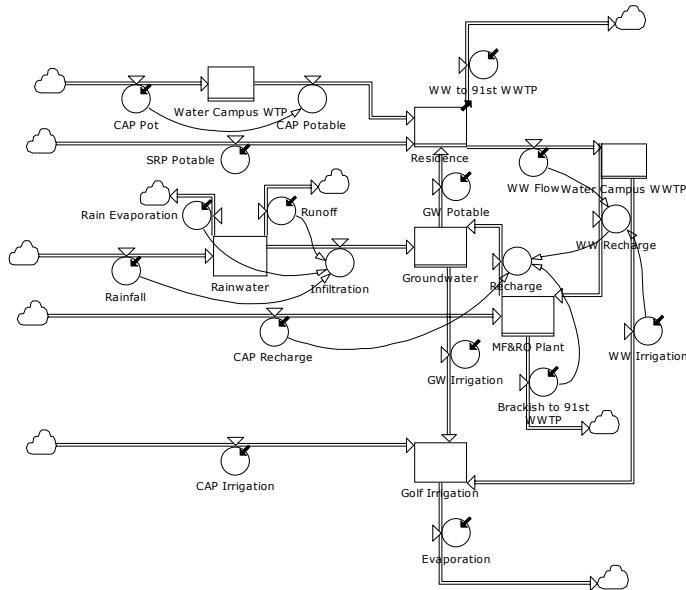 WW to 91st WWTP
Water Campus WTP
CAP Pot
CAP Potable
SRP Potable
Residence
WW Flow
Water Campus WWTP
Rain Evaporation
Runoff
GW Potable
WW Recharge
Rainwater
Infiltration
Groundwater
Recharge
Rainfall
CAP Recharge
MF&RO Plant
WW Irrigation
GW Irrigation
Brackish to 91st
WWTP
CAP Irrigation
Golf Irrigation
Evaporation